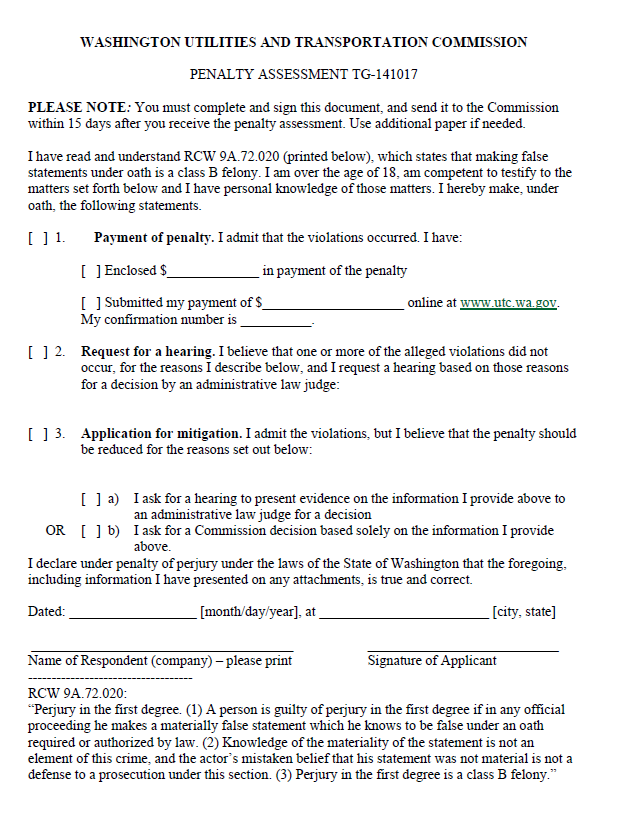 WASHINGTON UTILITIES AND TRANSPORTATION COMMISSION
PENALTY ASSESSMENT TG-141017
PLEASE NOTE: You must complete and sign this document, and send it to the Commission
within 15 days after you receive the penalty assessment. Use additional paper if needed.
I have read and understand RCW 9A.72.020 (printed below), which states that making false
statements under oath is a class B felony. I am over the age of 18, am competent to testify to the
matters set forth below and I have personal knowledge of those matters. I hereby make, under
oath, the following statements.
[ ] 1. Payment of penalty. I admit that the violations occurred. I have:
[ ] Enclosed $______________ in payment of the penalty
[ ] Submitted my payment of $______________________ online at www.utc.wa.gov.
My confirmation number is ___________.
[ ] 2. Request for a hearing. I believe that one or more of the alleged violations did not
occur, for the reasons I describe below, and I request a hearing based on those reasons
for a decision by an administrative law judge:
[ ] 3. Application for mitigation. I admit the violations, but I believe that the penalty should
be reduced for the reasons set out below:
[ ] a) I ask for a hearing to present evidence on the information I provide above to
an administrative law judge for a decision
OR [ ] b) I ask for a Commission decision based solely on the information I provide
above.
I declare under penalty of perjury under the laws of the State of Washington that the foregoing,
including information I have presented on any attachments, is true and correct.
Dated: ____________________ [month/day/year], at __________________________ [city, state]
_________________________________________ ______________________________
Name of Respondent (company) – please print Signature of Applicant
-----------------------------------
RCW 9A.72.020:
“Perjury in the first degree. (1) A person is guilty of perjury in the first degree if in any official
proceeding he makes a materially false statement which he knows to be false under an oath
required or authorized by law. (2) Knowledge of the materiality of the statement is not an
element of this crime, and the actor’s mistaken belief that his statement was not material is not a
defense to a prosecution under this section. (3) Perjury in the first degree is a class B felony.”